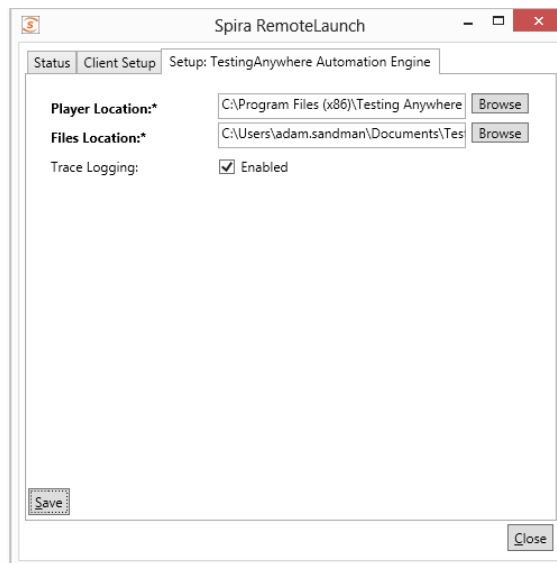 Spira RemoteLaunch
Status Client Setup Setup: TestingAnywhere Automation Engine
Player Location:* C:\Program Files (x86)\Testing Anywhere Browse
Files Location:* C:\Users\adam.sandman\Documents\Tes Browse
Trace Logging: Enabled
Save
Close